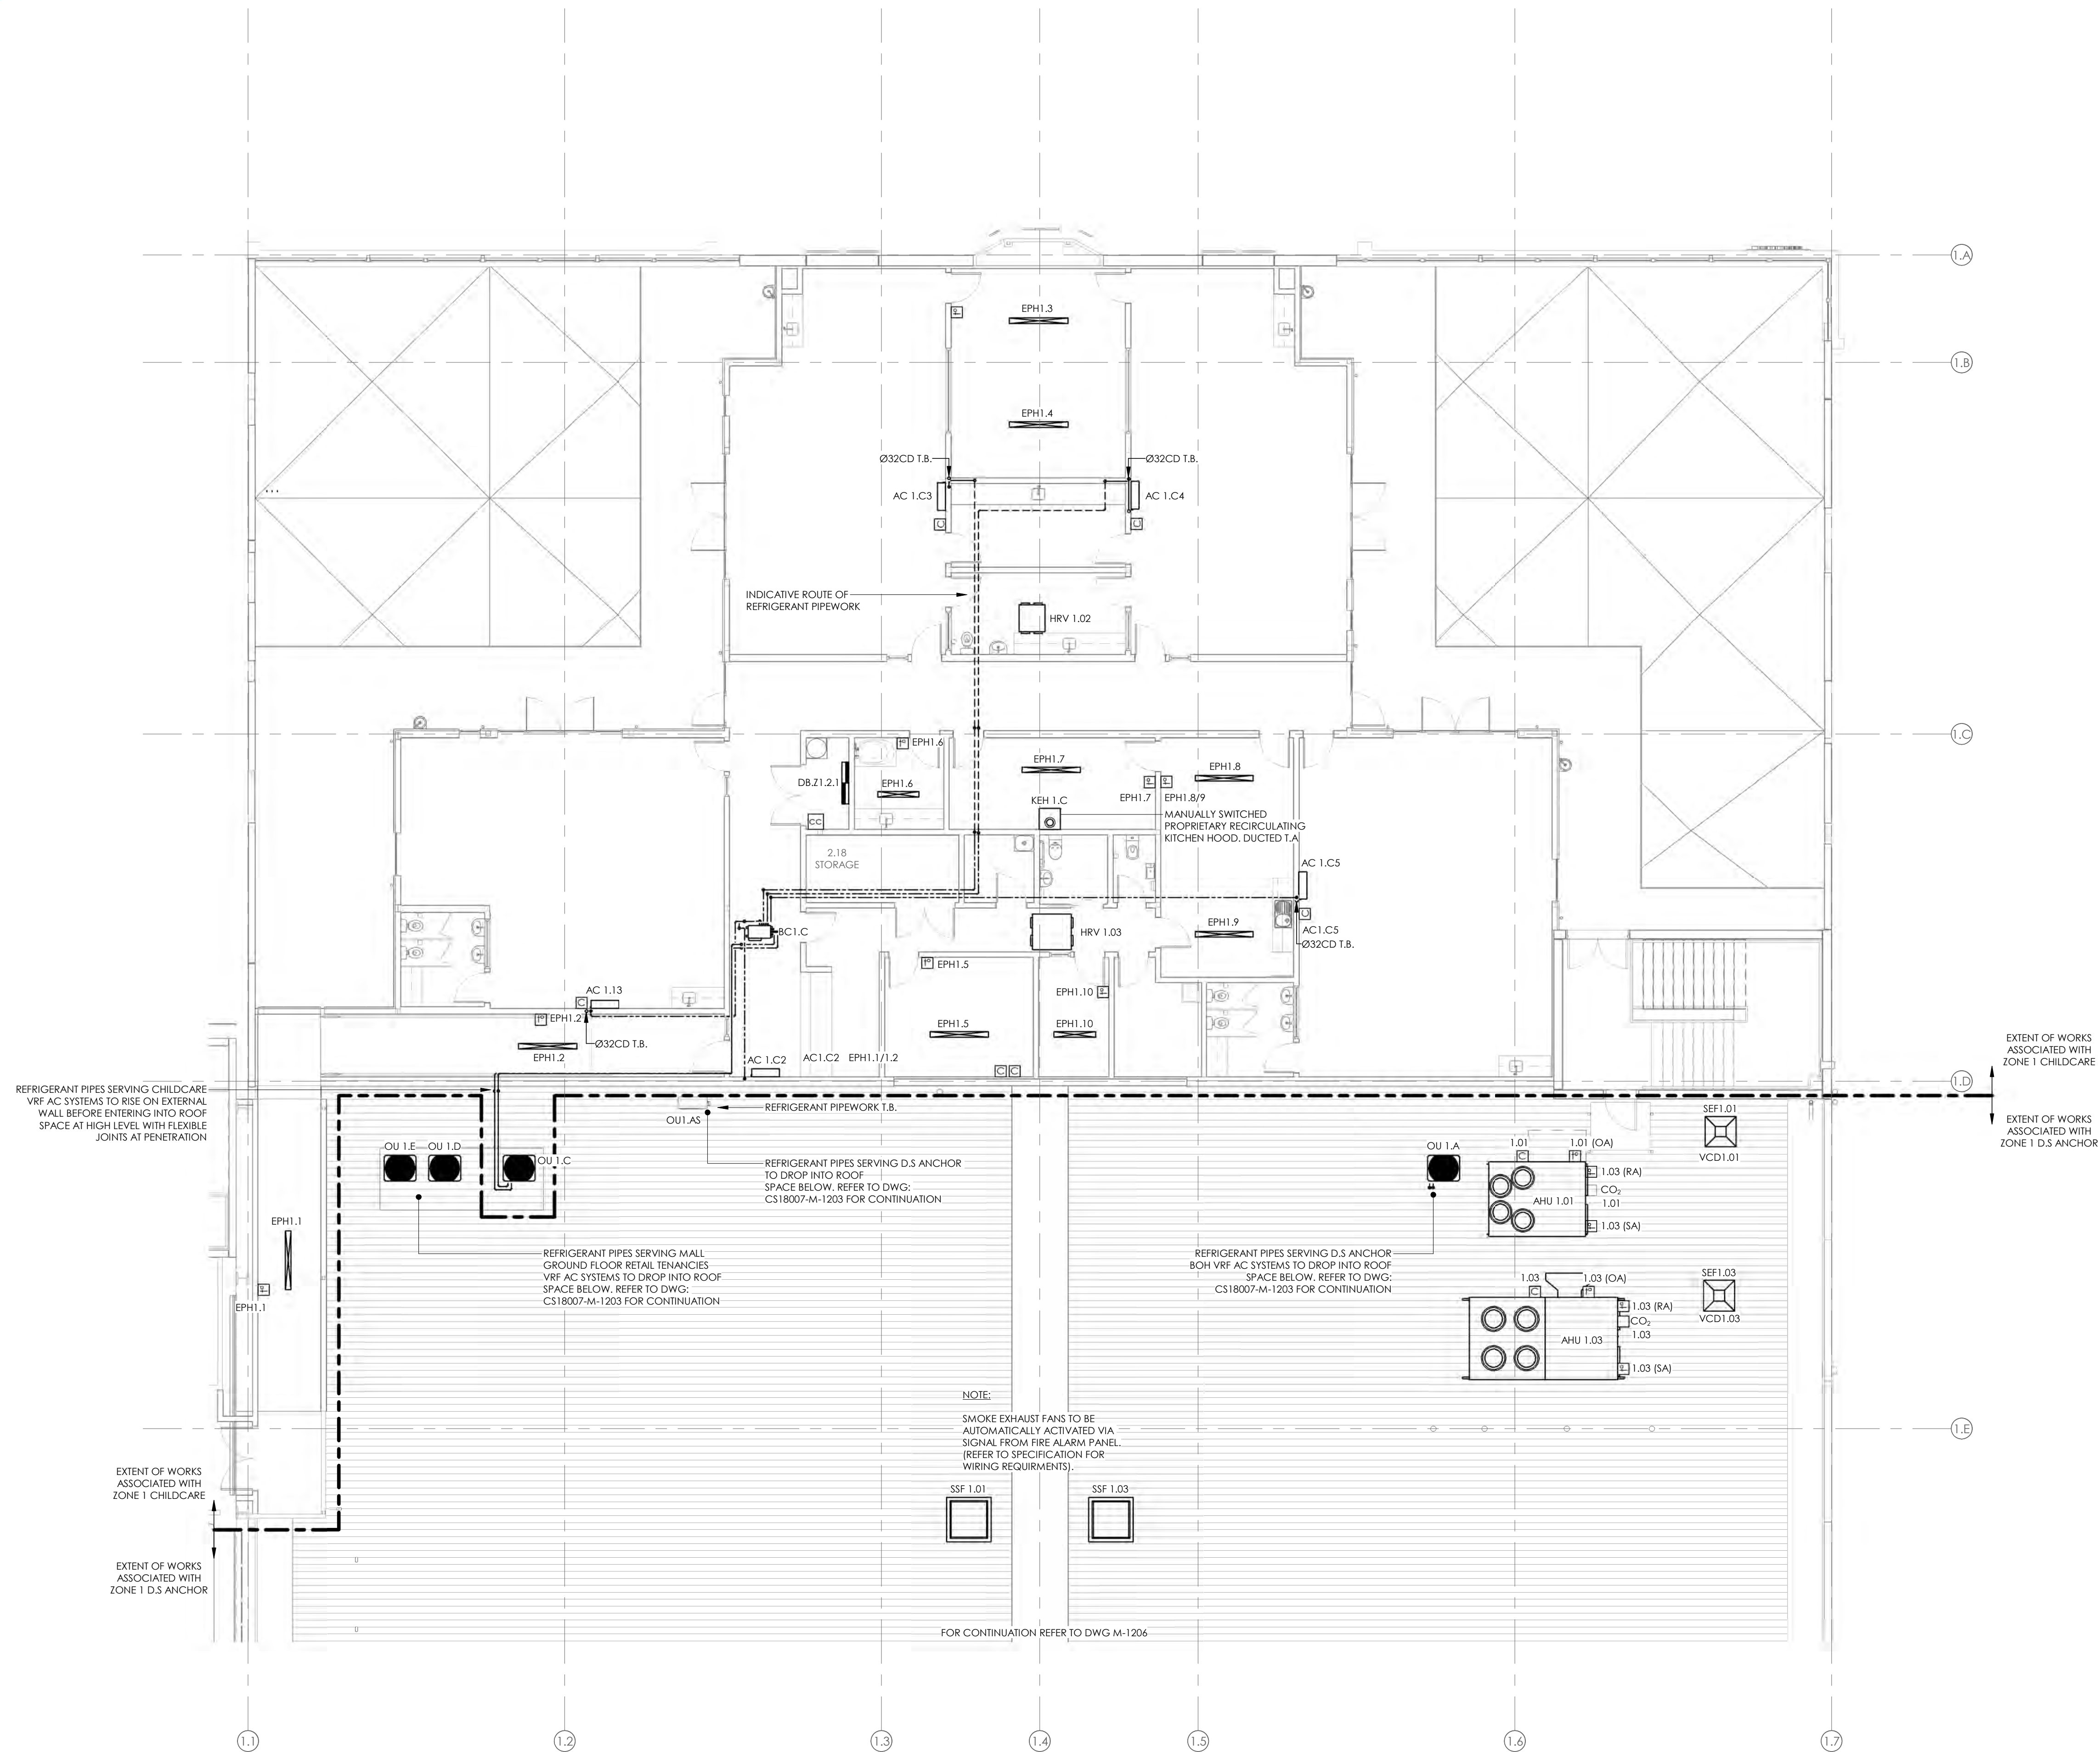 1.A
EPH1.3
1.B
EPH1.4
Ø32CD T.B.
Ø32CD T.B.
AC 1.C3
AC 1.C4
C
C
INDICATIVE ROUTE OF
REFRIGERANT PIPEWORK
HRV 1.02
1.C
EPH1.6
EPH1.7
EPH1.8
DB.Z1.2.1
EPH1.6
EPH1.7
EPH1.8/9
KEH 1.C
MANUALLY SWITCHED
PROPRIETARY RECIRCULATING
KITCHEN HOOD. DUCTED T.A
CC
2.18
STORAGE
AC 1.C5
C
EPH1.9
AC1.C5
BC1.C
HRV 1.03
Ø32CD T.B.
EPH1.5
AC 1.13
C
EPH1.10
EPH1.2
EPH1.5
EPH1.10
Ø32CD T.B.
EPH1.2
AC 1.C2
AC1.C2
EPH1.1/1.2
C
C
EXTENT OF WORKS
ASSOCIATED WITH
ZONE 1 CHILDCARE
1.D
REFRIGERANT PIPES SERVING CHILDCARE
VRF AC SYSTEMS TO RISE ON EXTERNAL
WALL BEFORE ENTERING INTO ROOF
SPACE AT HIGH LEVEL WITH FLEXIBLE
JOINTS AT PENETRATION
REFRIGERANT PIPEWORK T.B.
OU1.AS
SEF1.01
EXTENT OF WORKS
ASSOCIATED WITH
ZONE 1 D.S ANCHOR
OU 1.E
OU 1.D
OU 1.C
OU 1.A
1.01
1.01 (OA)
C
VCD1.01
REFRIGERANT PIPES SERVING D.S ANCHOR
TO DROP INTO ROOF
SPACE BELOW. REFER TO DWG:
CS18007-M-1203 FOR CONTINUATION
1.03 (RA)
CO2
1.01
AHU 1.01
1.03 (SA)
EPH1.1
REFRIGERANT PIPES SERVING MALL
GROUND FLOOR RETAIL TENANCIES
VRF AC SYSTEMS TO DROP INTO ROOF
SPACE BELOW. REFER TO DWG:
CS18007-M-1203 FOR CONTINUATION
REFRIGERANT PIPES SERVING D.S ANCHOR
BOH VRF AC SYSTEMS TO DROP INTO ROOF
SPACE BELOW. REFER TO DWG:
CS18007-M-1203 FOR CONTINUATION
EPH1.1
1.03
1.03 (OA)
C
SEF1.03
VCD1.03
1.03 (RA)
CO2
1.03
AHU 1.03
1.03 (SA)
NOTE:
SMOKE EXHAUST FANS TO BE
AUTOMATICALLY ACTIVATED VIA
SIGNAL FROM FIRE ALARM PANEL.
(REFER TO SPECIFICATION FOR
WIRING REQUIRMENTS).
1.E
EXTENT OF WORKS
ASSOCIATED WITH
ZONE 1 CHILDCARE
SSF 1.01
SSF 1.03
EXTENT OF WORKS
ASSOCIATED WITH
ZONE 1 D.S ANCHOR
FOR CONTINUATION REFER TO DWG M-1206
1.1
1.2
1.3
1.4
1.5
1.6
1.7